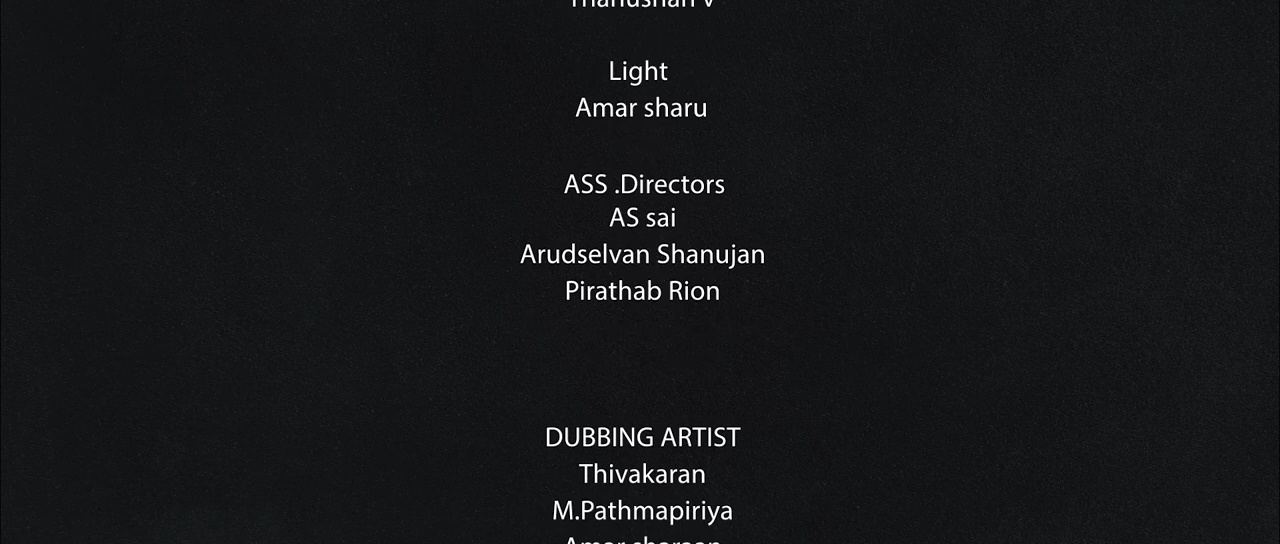 Light
Amar sharu
ASS .Directors
AS sai
Arudselvan Shanujan
Pirathab Rion
DUBBING ARTIST
Thivakaran
M.Pathmapiriya